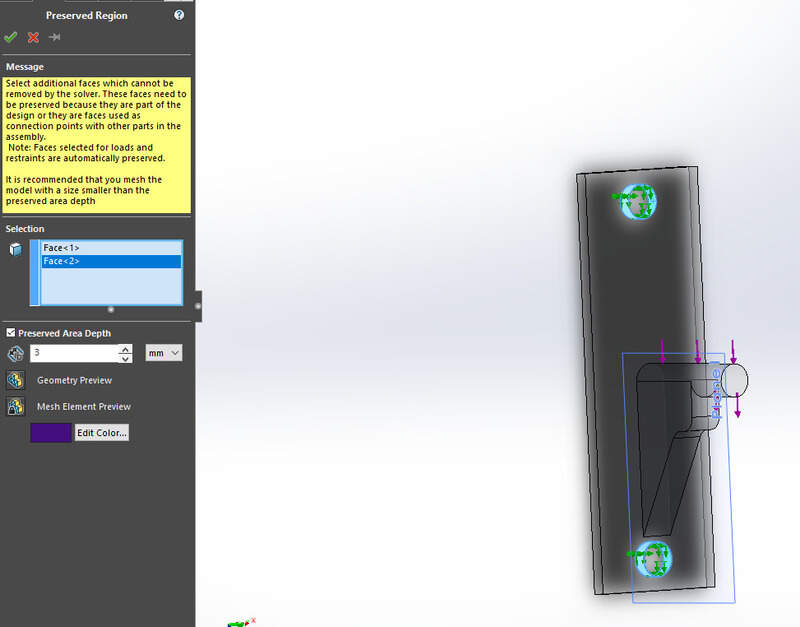 Preserved Region
?
Message
Select additional faces which cannot be
removed by the solver. These faces need to
be preserved because they are part of the
design or they are faces used as
connection points with other parts in the
assembly.
Note: Faces selected for loads and
restraints are automatically preserved.
It is recommended that you mesh the
model with a size smaller than the
preserved area depth
Selection
Face<1>
Face<2>
Preserved Area Depth
3
mm
Geometry Preview
Mesh Element Preview
Edit Color...
x